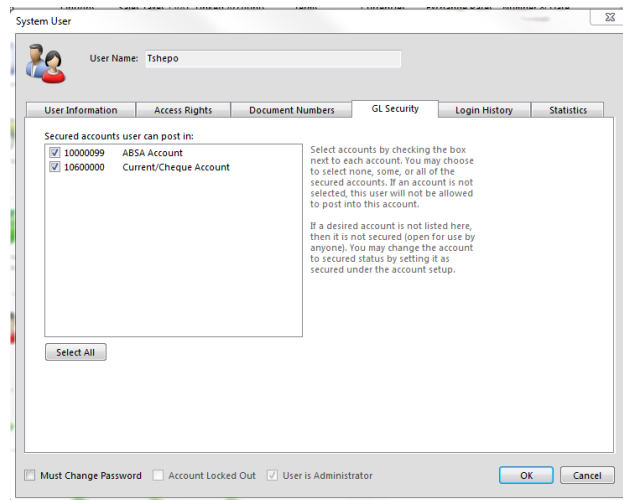 System User
User Name: Tshepo
User Information Access Rights Document Numbers GL Security Login History Statistics
Secured accounts user can post in:
10000099 ABSA Account
10600000 Current/Cheque Account
Select accounts by checking the box
next to each account. You may choose
to select none, some, or all of the
secured accounts. If an account is not
selected, this user will not be allowed
to post into this account.
If a desired account is not listed here,
then it is not secured (open for use by
anyone). You may change the account
to secured status by setting it as
secured under the account setup.
Select All
Must Change Password Account Locked Out User is Administrator OK Cancel